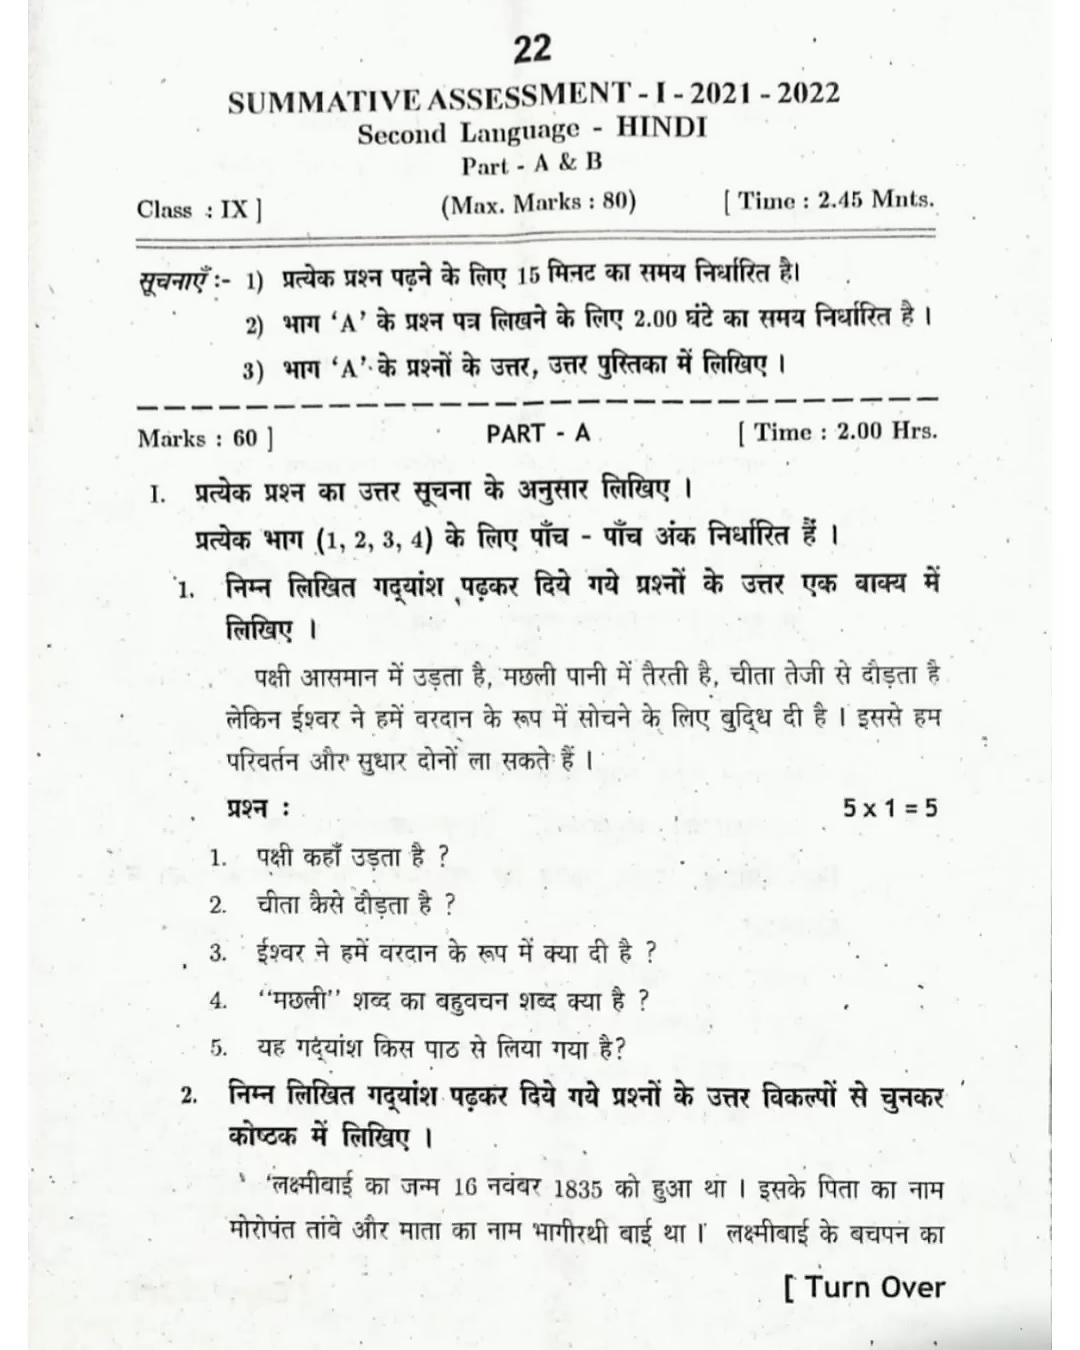 22
SUMMATIVE ASSESSMENT - I - 2021 - 2022
Second Language - HINDI
Part - A & B
Class : IX ] (Max. Marks : 80) [ Time : 2.45 Mnts.
सूचनाएँ :- 1) प्रत्येक प्रश्न पढ़ने के लिए 15 मिनट का समय निर्धारित है।
2) भाग ‘A’ के प्रश्न पत्र लिखने के लिए 2.00 घंटे का समय निर्धारित है ।
3) भाग ‘A’ के प्रश्नों के उत्तर, उत्तर पुस्तिका में लिखिए ।
Marks : 60 ] PART - A [ Time : 2.00 Hrs.
I. प्रत्येक प्रश्न का उत्तर सूचना के अनुसार लिखिए ।
प्रत्येक भाग (1, 2, 3, 4) के लिए पाँच - पाँच अंक निर्धारित हैं ।
1. निम्न लिखित गद्यांश पढ़कर दिये गये प्रश्नों के उत्तर एक वाक्य में
लिखिए ।
पक्षी आसमान में उड़ता है, मछली पानी में तैरती है, चीता तेजी से दौड़ता है
लेकिन ईश्वर ने हमें वरदान के रूप में सोचने के लिए बुद्धि दी है । इससे हम
परिवर्तन और सुधार दोनों ला सकते हैं ।
प्रश्न : 5 x 1 = 5
1. पक्षी कहाँ उड़ता है ?
2. चीता कैसे दौड़ता है ?
3. ईश्वर ने हमें वरदान के रूप में क्या दी है ?
4. ‘‘मछली’’ शब्द का बहुवचन शब्द क्या है ?
5. यह गद्यांश किस पाठ से लिया गया है?
2. निम्न लिखित गद्यांश पढ़कर दिये गये प्रश्नों के उत्तर विकल्पों से चुनकर
कोष्ठक में लिखिए ।
‘लक्ष्मीबाई का जन्म 16 नवंबर 1835 को हुआ था । इसके पिता का नाम
मोरोपंत तांवे और माता का नाम भागीरथी बाई था । लक्ष्मीबाई के बचपन का
[ Turn Over